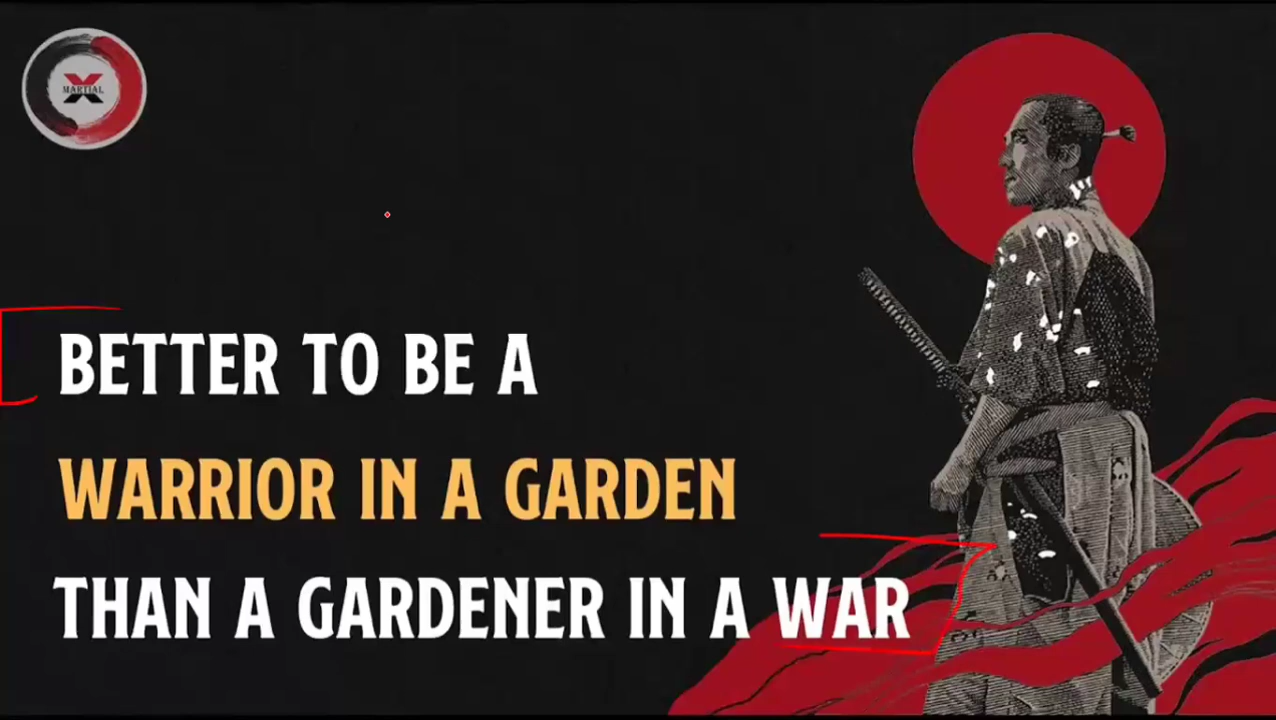 MARTIAL
BETTER TO BE A
WARRIOR IN A GARDEN
THAN A GARDENER IN A WAR